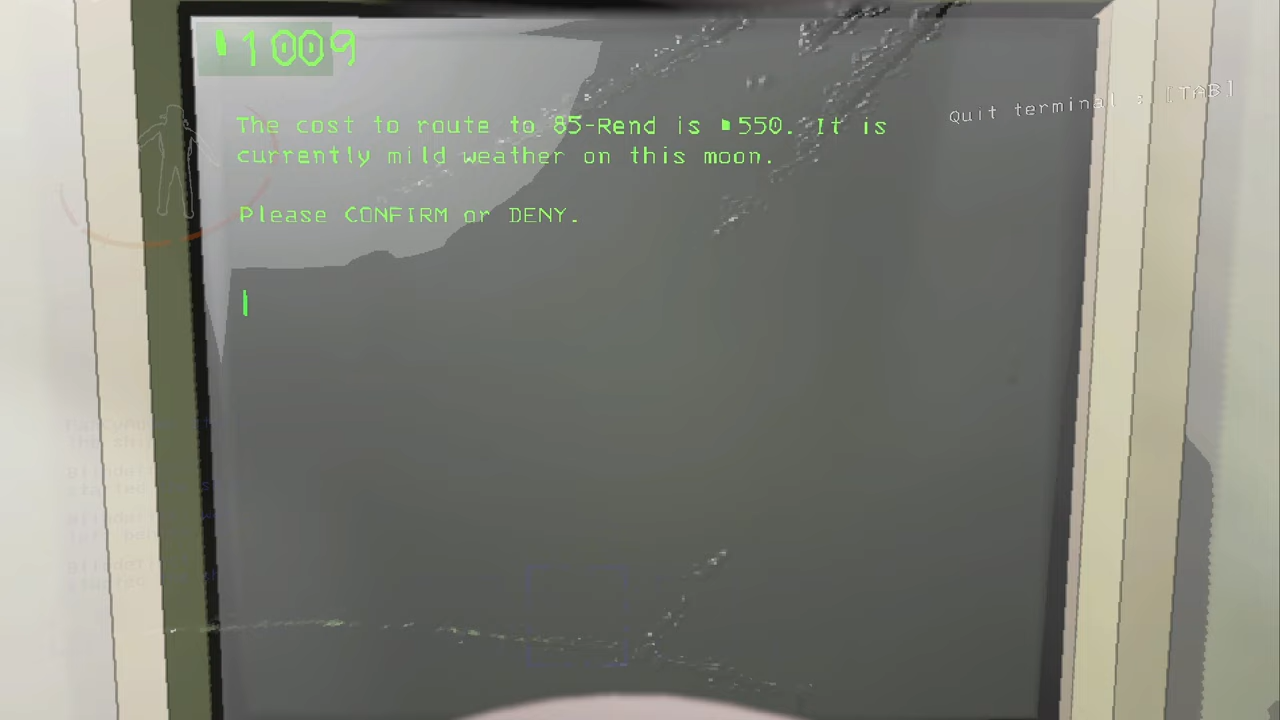 ▮1009
The cost to route to 85-Rend is ▮550. It is
currently mild weather on this moon.
Please CONFIRM or DENY.
Quit terminal : [TAB]